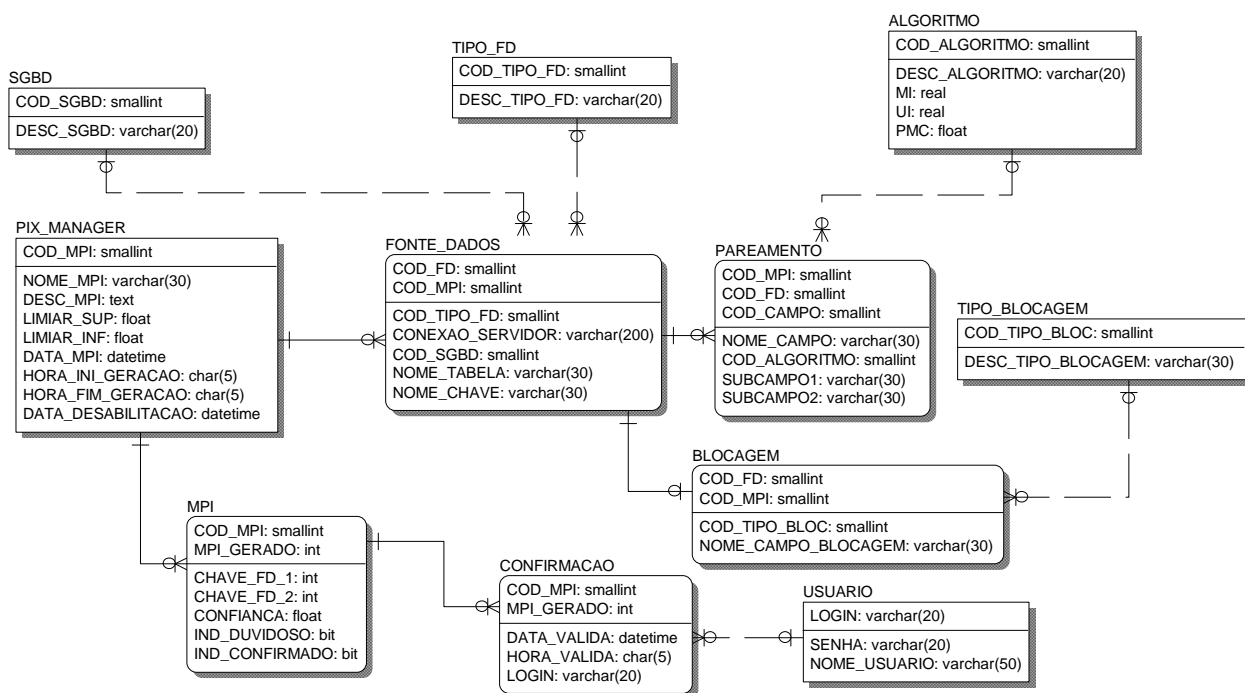 ALGORITMO
COD_ALGORITMO: smallint
DESC_ALGORITMO: varchar(20)
MI: real
UI: real
PMC: float
TIPO_FD
COD_TIPO_FD: smallint
DESC_TIPO_FD: varchar(20)
SGBD
COD_SGBD: smallint
DESC_SGBD: varchar(20)
PIX_MANAGER
COD_MPI: smallint
NOME_MPI: varchar(30)
DESC_MPI: text
LIMIAR_SUP: float
LIMIAR_INF: float
DATA_MPI: datetime
HORA_INI_GERACAO: char(5)
HORA_FIM_GERACAO: char(5)
DATA_DESABILITACAO: datetime
FONTE_DADOS
COD_FD: smallint
COD_MPI: smallint
COD_TIPO_FD: smallint
CONEXAO_SERVIDOR: varchar(200)
COD_SGBD: smallint
NOME_TABELA: varchar(30)
NOME_CHAVE: varchar(30)
PAREAMENTO
COD_MPI: smallint
COD_FD: smallint
COD_CAMPO: smallint
NOME_CAMPO: varchar(30)
COD_ALGORITMO: smallint
SUBCAMPO1: varchar(30)
SUBCAMPO2: varchar(30)
TIPO_BLOCAGEM
COD_TIPO_BLOC: smallint
DESC_TIPO_BLOCAGEM: varchar(30)
BLOCAGEM
COD_FD: smallint
COD_MPI: smallint
COD_TIPO_BLOC: smallint
NOME_CAMPO_BLOCAGEM: varchar(30)
MPI
COD_MPI: smallint
MPI_GERADO: int
CHAVE_FD_1: int
CHAVE_FD_2: int
CONFIANCA: float
IND_DUVIDOSO: bit
IND_CONFIRMADO: bit
CONFIRMACAO
COD_MPI: smallint
MPI_GERADO: int
DATA_VALIDA: datetime
HORA_VALIDA: char(5)
LOGIN: varchar(20)
USUARIO
LOGIN: varchar(20)
SENHA: varchar(20)
NOME_USUARIO: varchar(50)